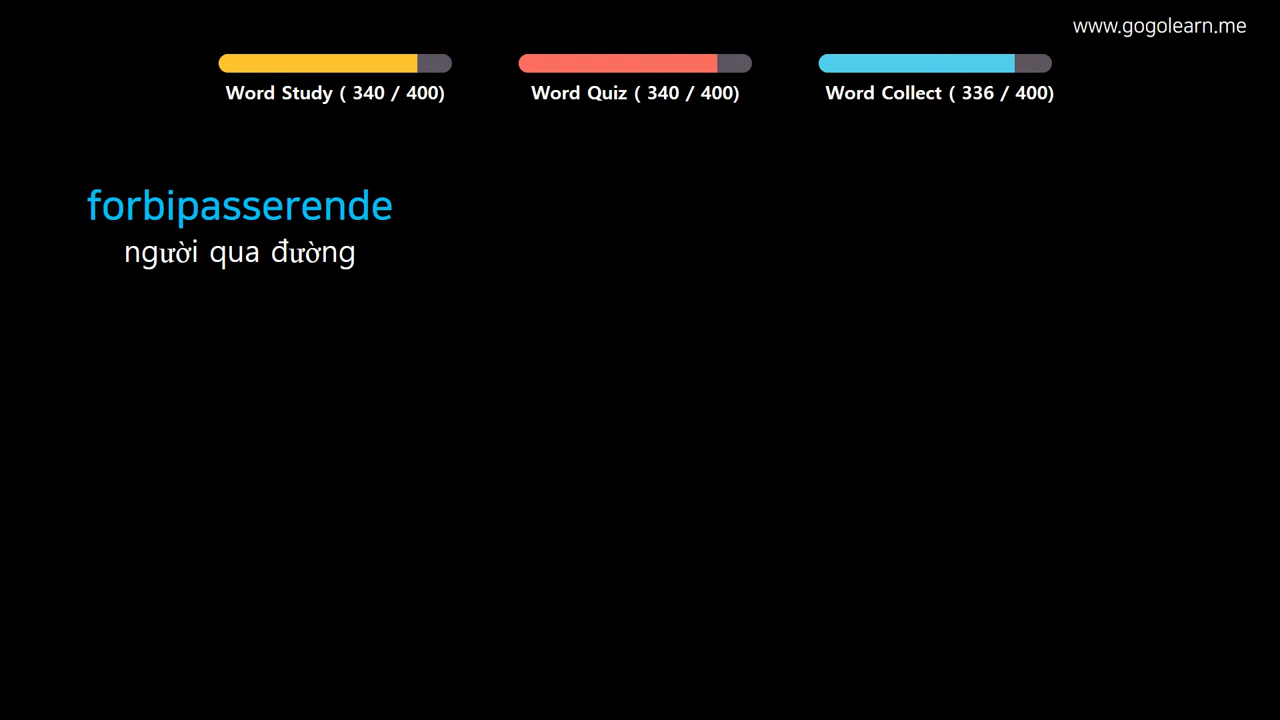 www.gogolearn.me
Word Study ( 340 / 400)
Word Quiz ( 340 / 400)
Word Collect ( 336 / 400)
forbipasserende
người qua đường